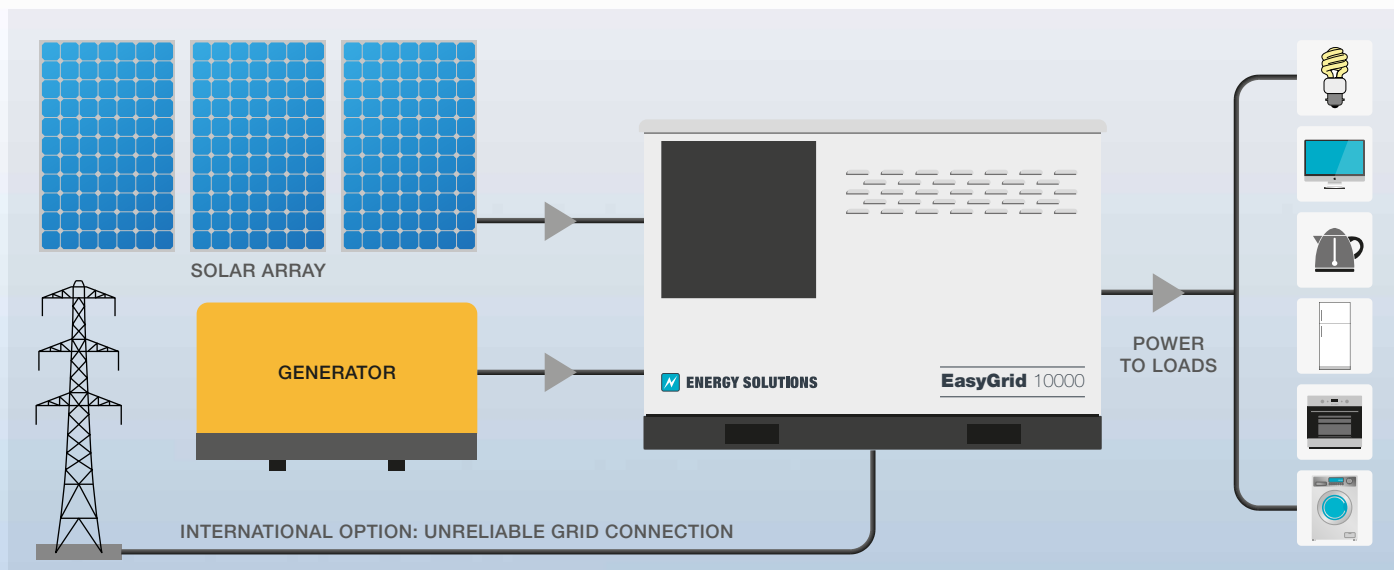 SOLAR ARRAY
GENERATOR
ENERGY SOLUTIONS
EasyGrid 10000
POWER
TO LOADS
INTERNATIONAL OPTION: UNRELIABLE GRID CONNECTION